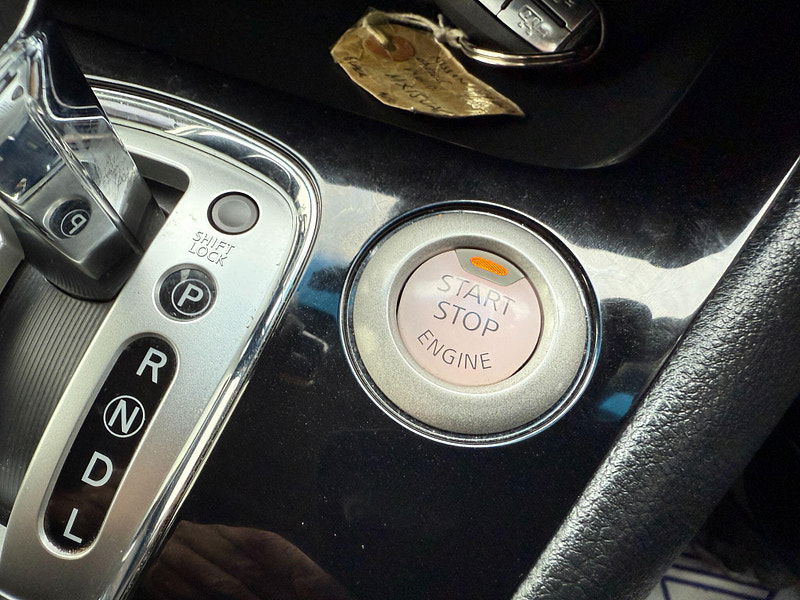 SHIFT
LOCK
P
R
N
D
L
START
STOP
ENGINE